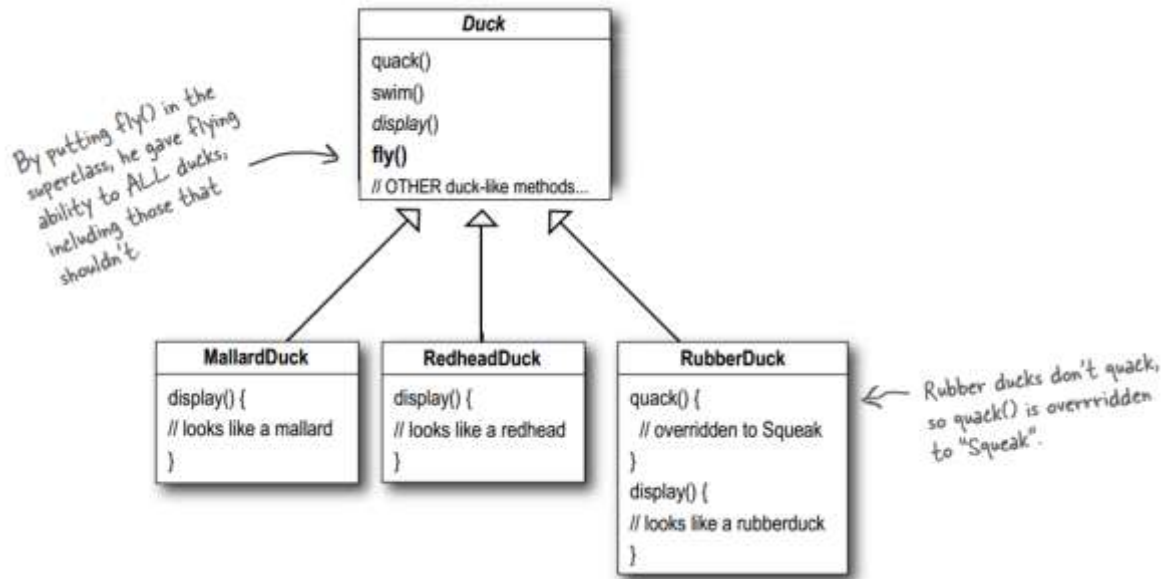 Duck
quack()
swim()
display()
fly()
// OTHER duck-like methods...
By putting fly() in the
superclass, he gave flying
ability to ALL ducks,
including those that
shouldn't
MallardDuck
display() {
// looks like a mallard
}
RedheadDuck
display() {
// looks like a redhead
}
RubberDuck
quack() {
// overridden to Squeak
}
display() {
// looks like a rubberduck
}
Rubber ducks don't quack,
so quack() is overrridden
to "Squeak".